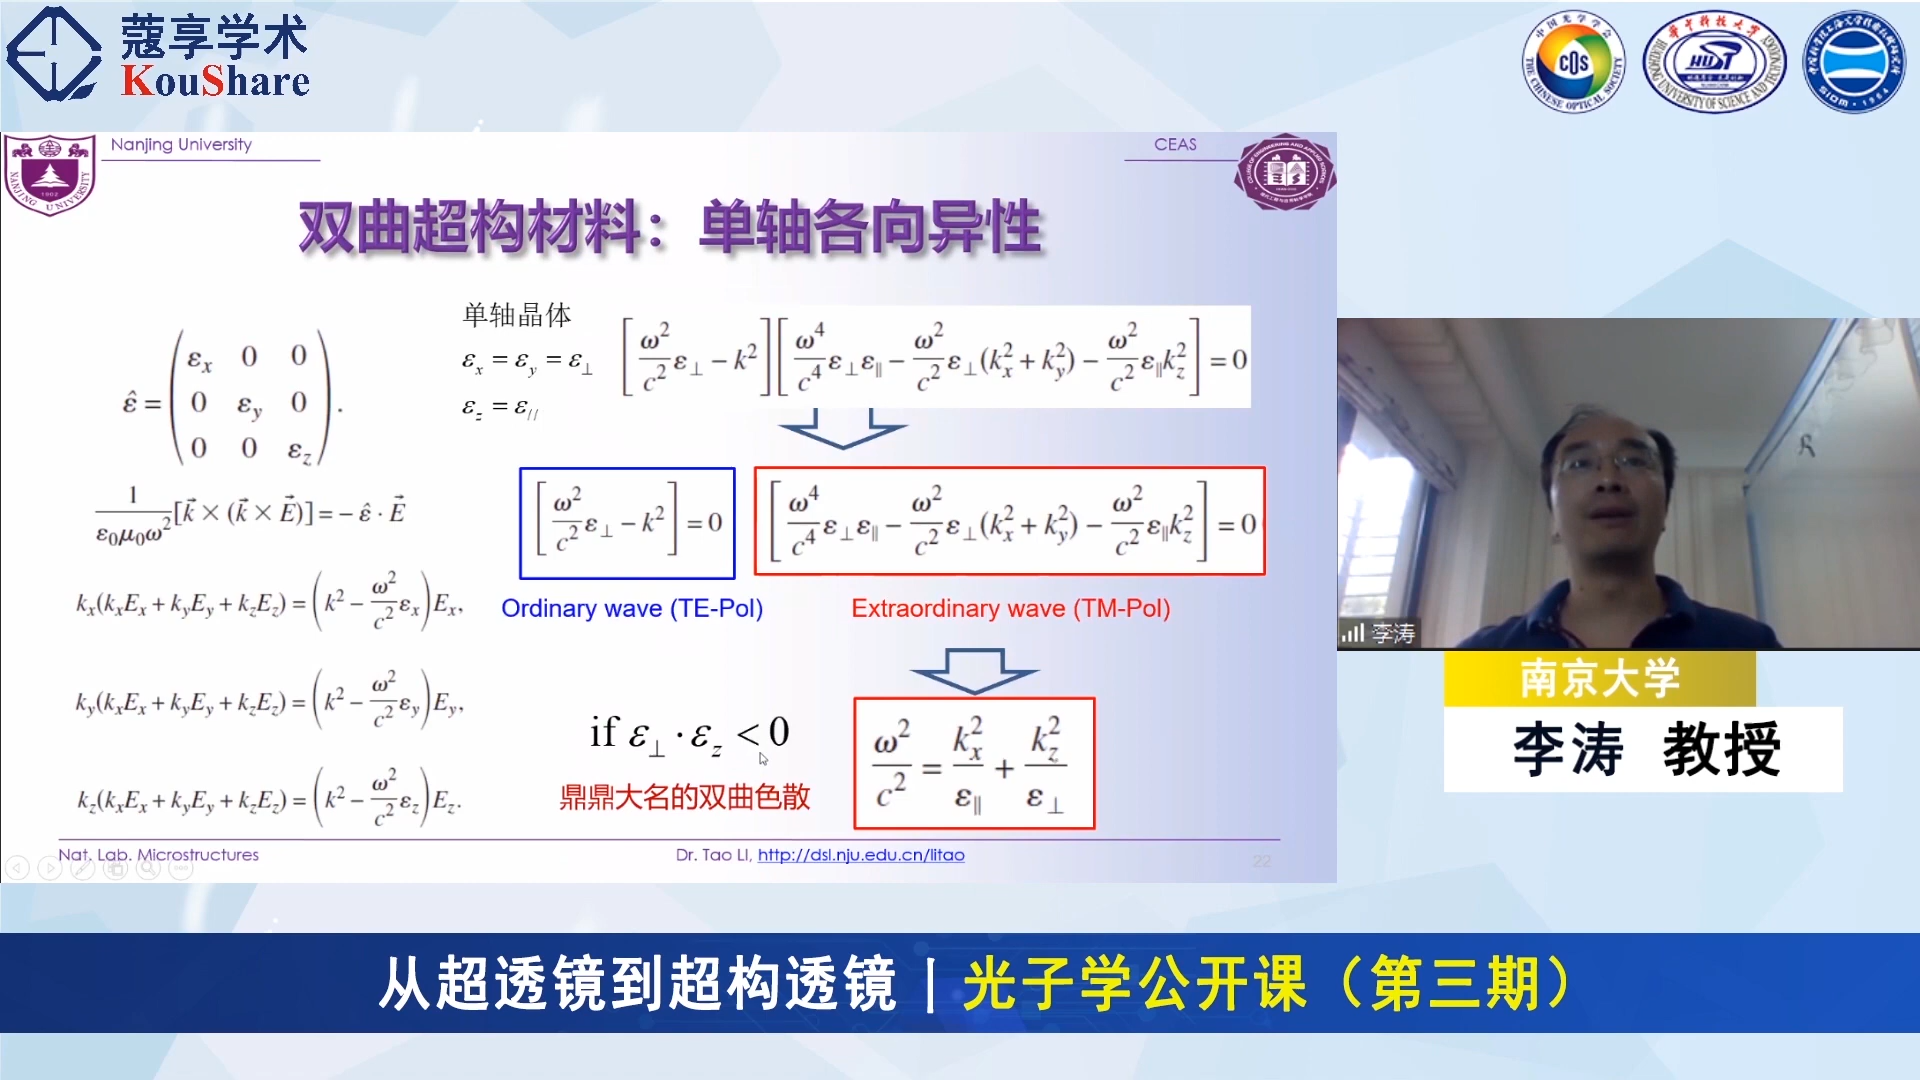 蔻享学术
KouShare
Nanjing University
CEAS
双曲超构材料：单轴各向异性
单轴晶体
ε_x = ε_y = ε_⊥
ε_z = ε_//
[ω²/c² ε_⊥ − k²][ω⁴/c⁴ ε_⊥ε_∥ − ω²/c² ε_⊥(k_x² + k_y²) − ω²/c² ε_∥k_z²] = 0
ε̂ = (ε_x 0 0
0 ε_y 0
0 0 ε_z).
1/(ε₀μ₀ω²) [k⃗ × (k⃗ × E⃗)] = − ε̂ · E⃗
k_x(k_xE_x + k_yE_y + k_zE_z) = (k² − ω²/c² ε_x)E_x,
k_y(k_xE_x + k_yE_y + k_zE_z) = (k² − ω²/c² ε_y)E_y,
k_z(k_xE_x + k_yE_y + k_zE_z) = (k² − ω²/c² ε_z)E_z.
[ω²/c² ε_⊥ − k²] = 0
[ω⁴/c⁴ ε_⊥ε_∥ − ω²/c² ε_⊥(k_x² + k_y²) − ω²/c² ε_∥k_z²] = 0
Ordinary wave (TE-Pol)
Extraordinary wave (TM-Pol)
if ε_⊥ · ε_z < 0
鼎鼎大名的双曲色散
ω²/c² = k_x²/ε_∥ + k_z²/ε_⊥
Nat. Lab. Microstructures
Dr. Tao LI, http://dsl.nju.edu.cn/litao
22
李涛
南京大学
李涛 教授
从超透镜到超构透镜 | 光子学公开课（第三期）